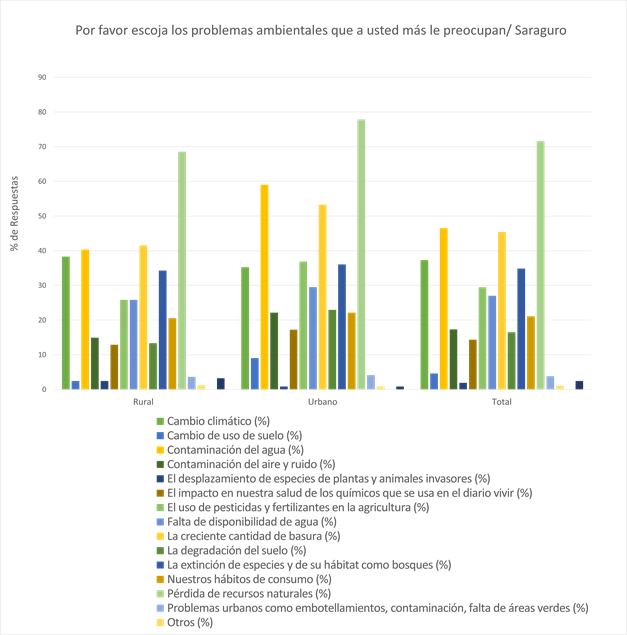 Por favor escoja los problemas ambientales que a usted más le preocupan/ Saraguro
90
80
70
60
50
40
30
20
10
0
% de Respuestas
Rural Urbano Total
Cambio climático (%)
Cambio de uso de suelo (%)
Contaminación del agua (%)
Contaminación del aire y ruido (%)
El desplazamiento de especies de plantas y animales invasores (%)
El impacto en nuestra salud de los químicos que se usa en el diario vivir (%)
El uso de pesticidas y fertilizantes en la agricultura (%)
Falta de disponibilidad de agua (%)
La creciente cantidad de basura (%)
La degradación del suelo (%)
La extinción de especies y de su hábitat como bosques (%)
Nuestros hábitos de consumo (%)
Pérdida de recursos naturales (%)
Problemas urbanos como embotellamientos, contaminación, falta de áreas verdes (%)
Otros (%)